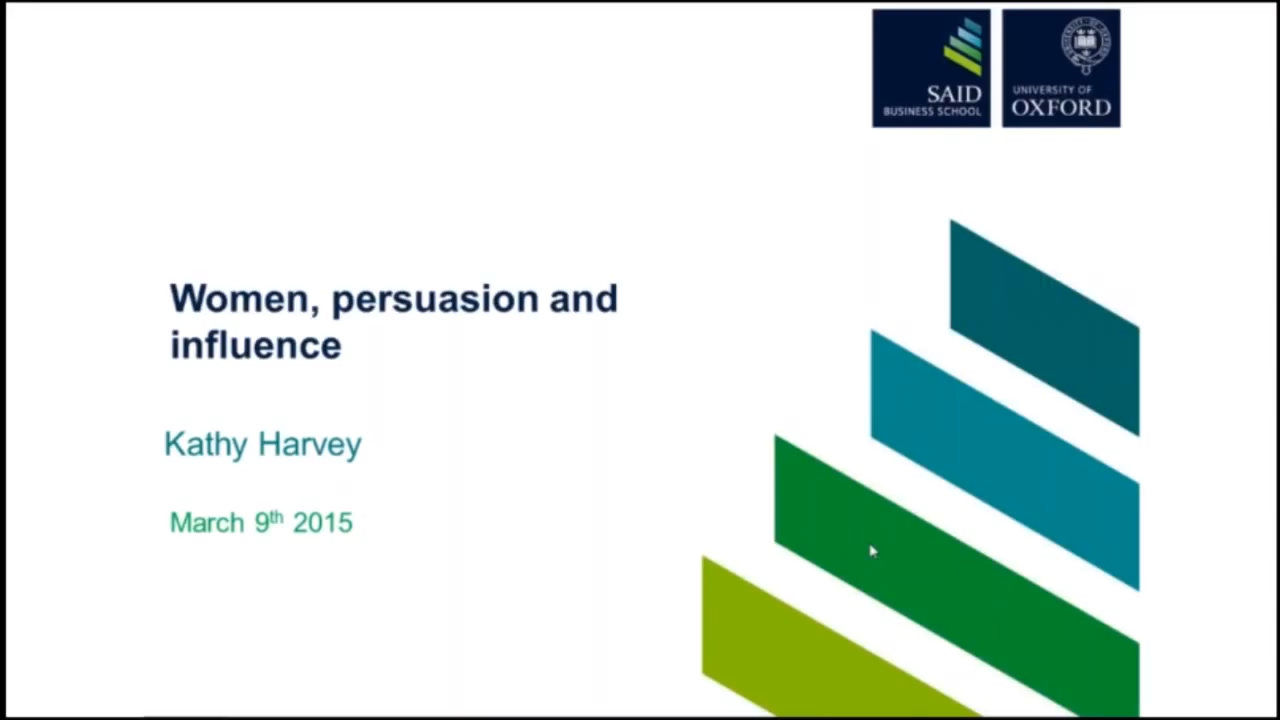 SAID
BUSINESS SCHOOL
UNIVERSITY OF
OXFORD
Women, persuasion and
influence
Kathy Harvey
March 9th 2015